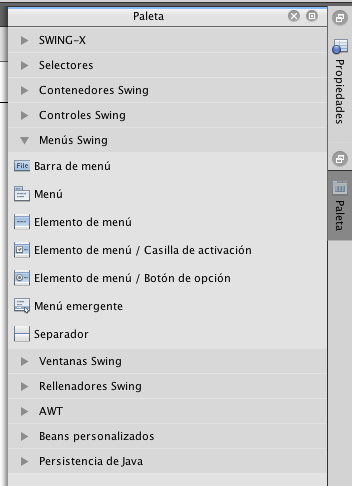 Paleta
SWING-X
Selectores
Contenedores Swing
Controles Swing
Menús Swing
File Barra de menú
Menú
Elemento de menú
Elemento de menú / Casilla de activación
Elemento de menú / Botón de opción
Menú emergente
Separador
Ventanas Swing
Rellenadores Swing
AWT
Beans personalizados
Persistencia de Java
Propiedades
Paleta